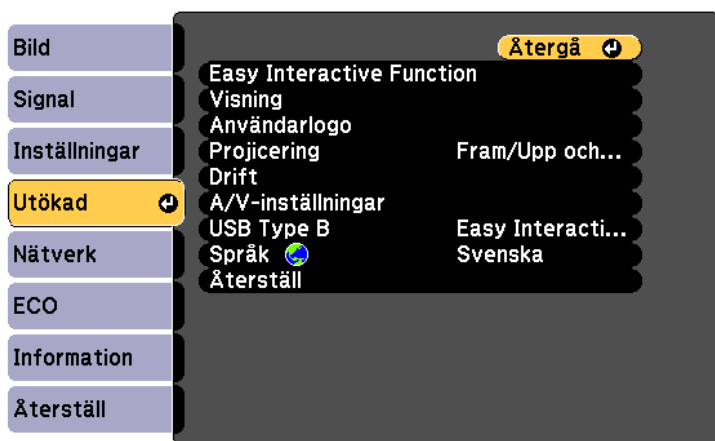 Bild
Signal
Inställningar
Utökad
Nätverk
ECO
Information
Återställ
Återgå
Easy Interactive Function
Visning
Användarlogo
Projicering Fram/Upp och...
Drift
A/V-inställningar
USB Type B Easy Interacti...
Språk Svenska
Återställ